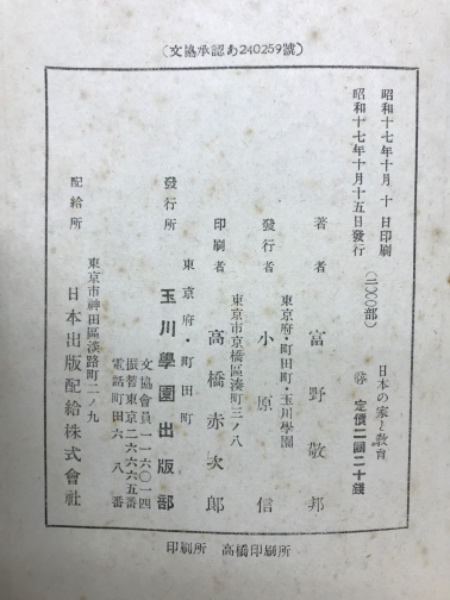 (文協承認あ240259號)
昭和十七年十月 十 日印刷
昭和十七年十月十五日發行
(二〇〇〇部)
日本の家と教育
定價二圓二十錢
著者 富野敬邦
東京府・町田町・玉川學園
發行者 小原信
東京市京橋區湊町三ノ八
印刷者 高橋赤次郎
東京府・町田町
發行所 玉川學園出版部
文協會員一一六〇一四
振替東京二六六六五番
電話町田六八番
東京市神田區淡路町二ノ九
配給所 日本出版配給株式會社
印刷所 高橋印刷所